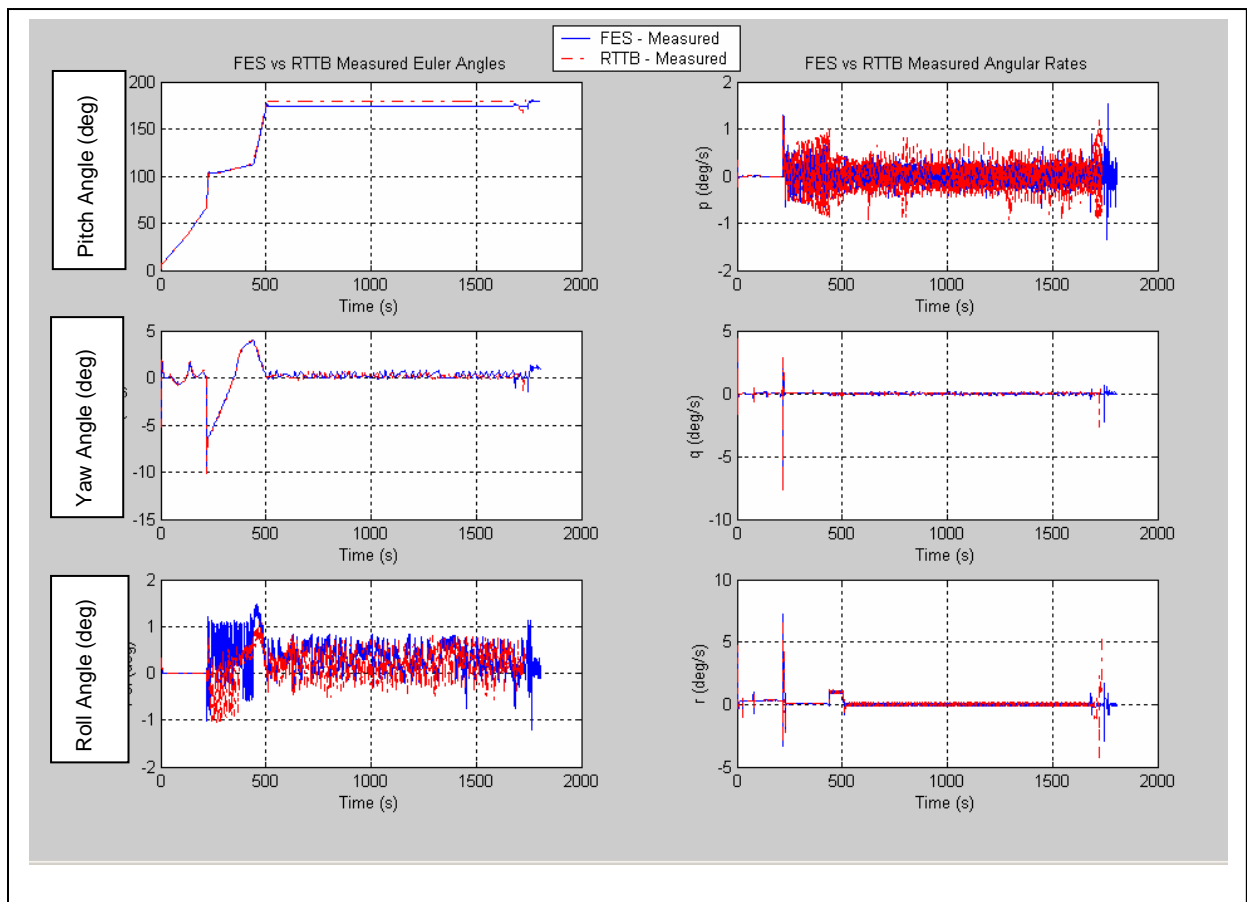 FES - Measured
RTTB - Measured
FES vs RTTB Measured Euler Angles
Pitch Angle (deg)
200
150
100
50
0
0 500 1000 1500 2000
Time (s)
FES vs RTTB Measured Angular Rates
p (deg/s)
2
1
0
-1
-2
0 500 1000 1500 2000
Time (s)
Yaw Angle (deg)
5
0
-5
-10
-15
0 500 1000 1500 2000
Time (s)
q (deg/s)
5
0
-5
-10
0 500 1000 1500 2000
Time (s)
Roll Angle (deg)
2
1
0
-1
-2
0 500 1000 1500 2000
Time (s)
r (deg/s)
10
5
0
-5
0 500 1000 1500 2000
Time (s)